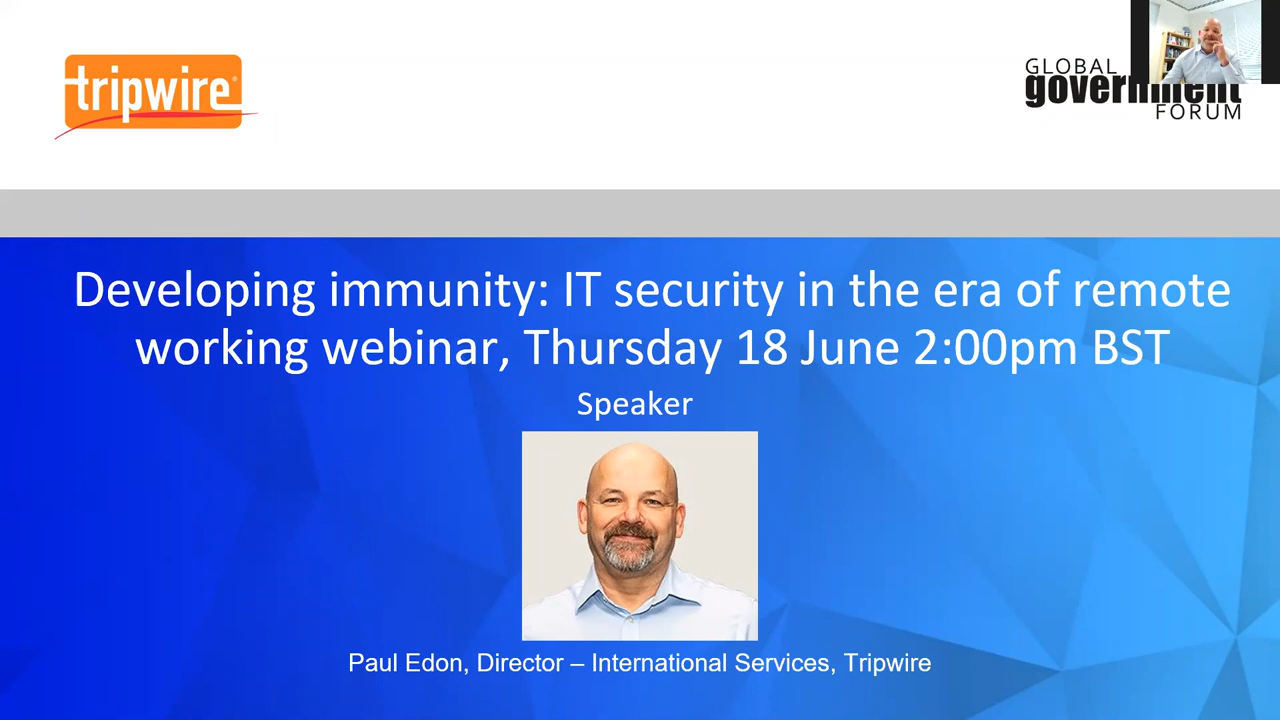 tripwire
GLOBAL
government
FORUM
Developing immunity: IT security in the era of remote
working webinar, Thursday 18 June 2:00pm BST
Speaker
Paul Edon, Director – International Services, Tripwire